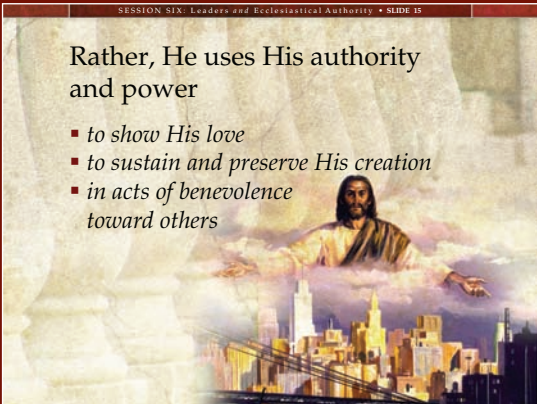 SESSION SIX: Leaders and Ecclesiastical Authority • SLIDE 15
Rather, He uses His authority
and power
▪ to show His love
▪ to sustain and preserve His creation
▪ in acts of benevolence
toward others